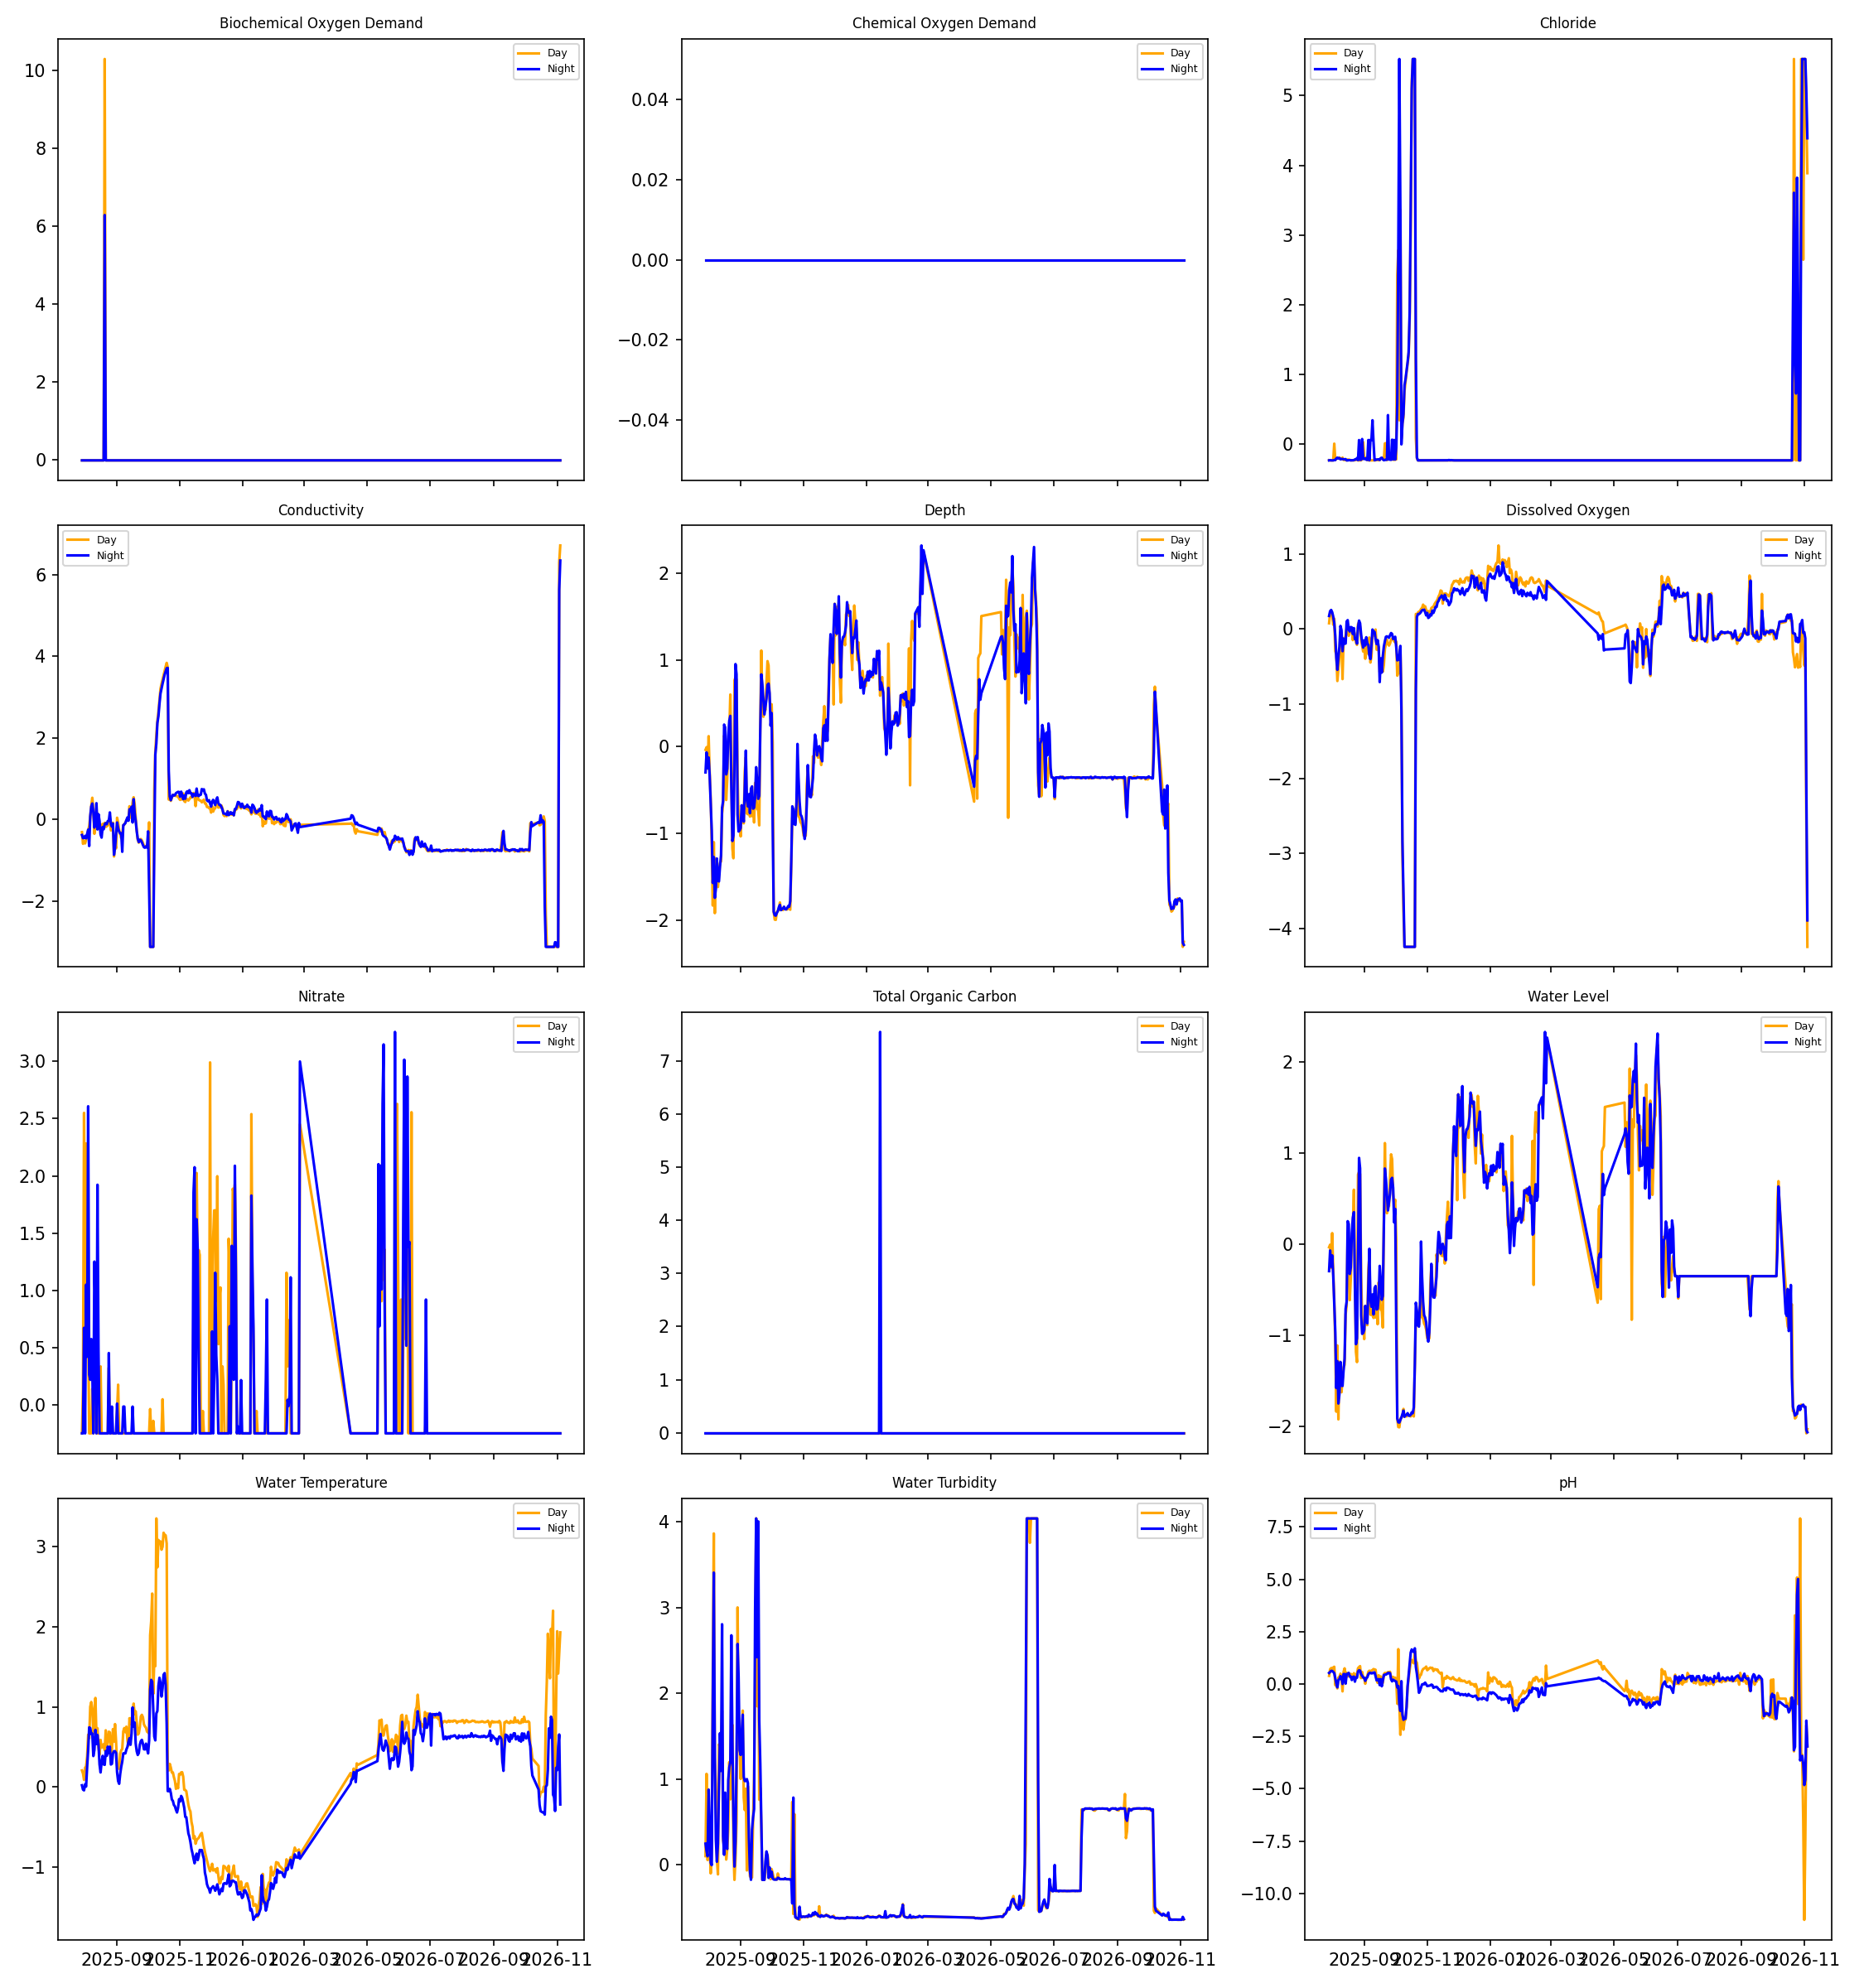 Biochemical Oxygen Demand
Day
Night
10
8
6
4
2
0
Chemical Oxygen Demand
Day
Night
0.04
0.02
0.00
−0.02
−0.04
Chloride
Day
Night
5
4
3
2
1
0
Conductivity
Day
Night
6
4
2
0
−2
Depth
Day
Night
2
1
0
−1
−2
Dissolved Oxygen
Day
Night
1
0
−1
−2
−3
−4
Nitrate
Day
Night
3.0
2.5
2.0
1.5
1.0
0.5
0.0
Total Organic Carbon
Day
Night
7
6
5
4
3
2
1
0
Water Level
Day
Night
2
1
0
−1
−2
Water Temperature
Day
Night
3
2
1
0
−1
2025-09 2025-11 2026-01 2026-03 2026-05 2026-07 2026-09 2026-11
Water Turbidity
Day
Night
4
3
2
1
0
2025-09 2025-11 2026-01 2026-03 2026-05 2026-07 2026-09 2026-11
pH
Day
Night
7.5
5.0
2.5
0.0
−2.5
−5.0
−7.5
−10.0
2025-09 2025-11 2026-01 2026-03 2026-05 2026-07 2026-09 2026-11